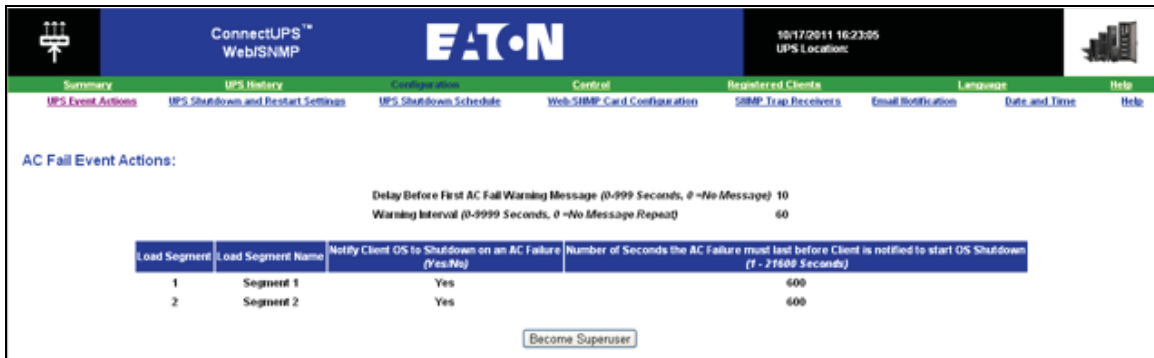 ConnectUPS™
Web/SNMP
EATON
10/17/2011 16:23:05
UPS Location:
Summary UPS History Configuration Control Registered Clients Language Help
UPS Event Actions UPS Shutdown and Restart Settings UPS Shutdown Schedule Web/SNMP Card Configuration SNMP Trap Receivers Email Notification Date and Time Help
AC Fail Event Actions:
Delay Before First AC Fail Warning Message (0-999 Seconds, 0 =No Message) 10
Warning Interval (0-9999 Seconds, 0 =No Message Repeat) 60
Load Segment Load Segment Name Notify Client OS to Shutdown on an AC Failure (Yes/No) Number of Seconds the AC Failure must last before Client is notified to start OS Shutdown (1 - 21600 Seconds)
1 Segment 1 Yes 600
2 Segment 2 Yes 600
Become Superuser